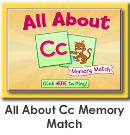 All About
Cc
Memory
Match
Click HERE to Play!
All About Cc Memory
Match